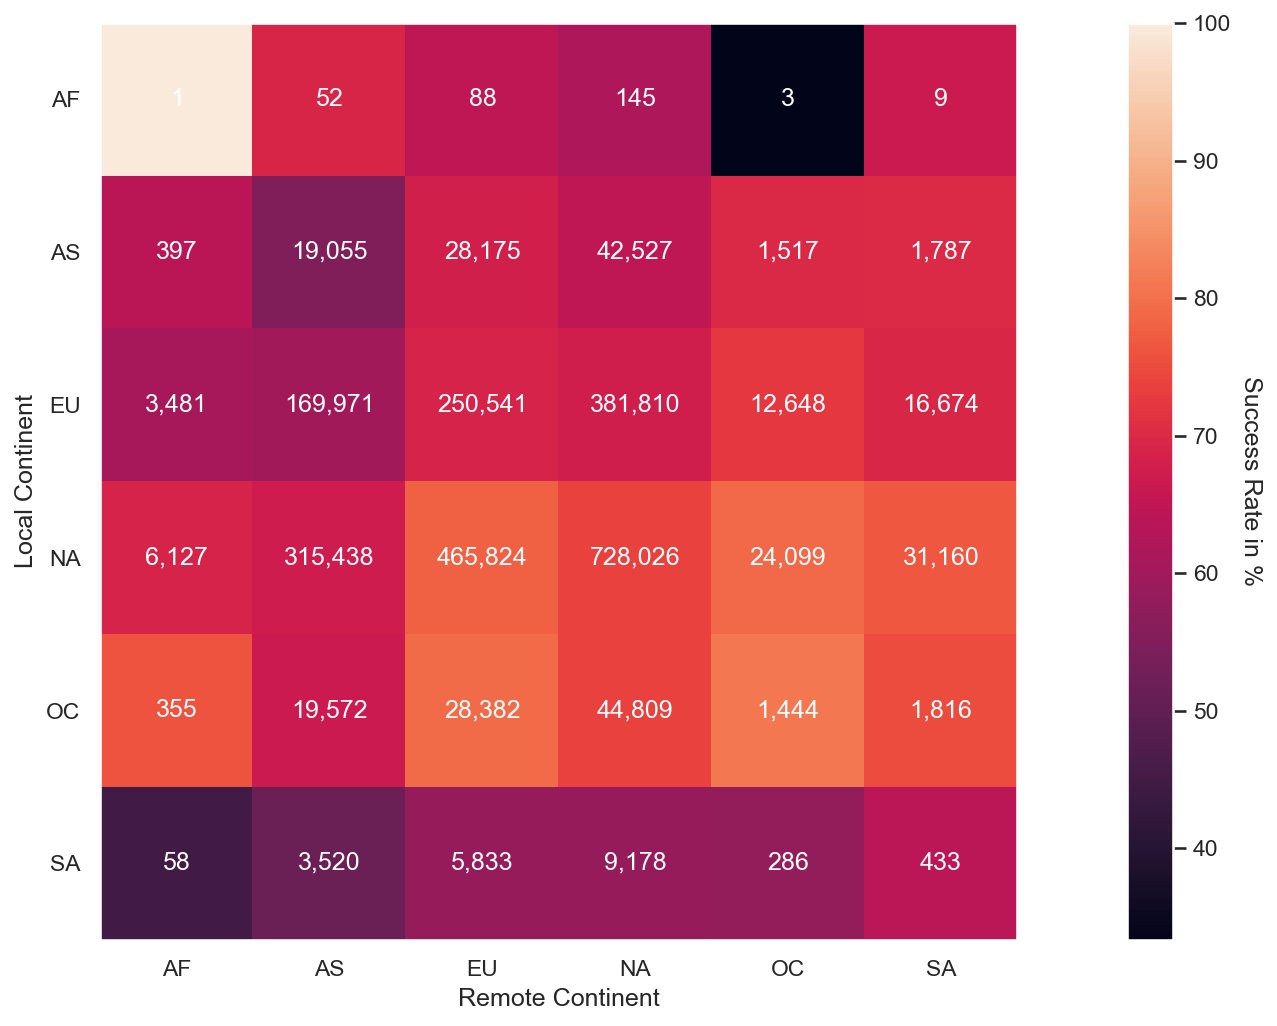 AF 1 52 88 145 3 9
AS 397 19,055 28,175 42,527 1,517 1,787
EU 3,481 169,971 250,541 381,810 12,648 16,674
NA 6,127 315,438 465,824 728,026 24,099 31,160
OC 355 19,572 28,382 44,809 1,444 1,816
SA 58 3,520 5,833 9,178 286 433
AF AS EU NA OC SA
Remote Continent
Local Continent
100
90
80
70
60
50
40
Success Rate in %